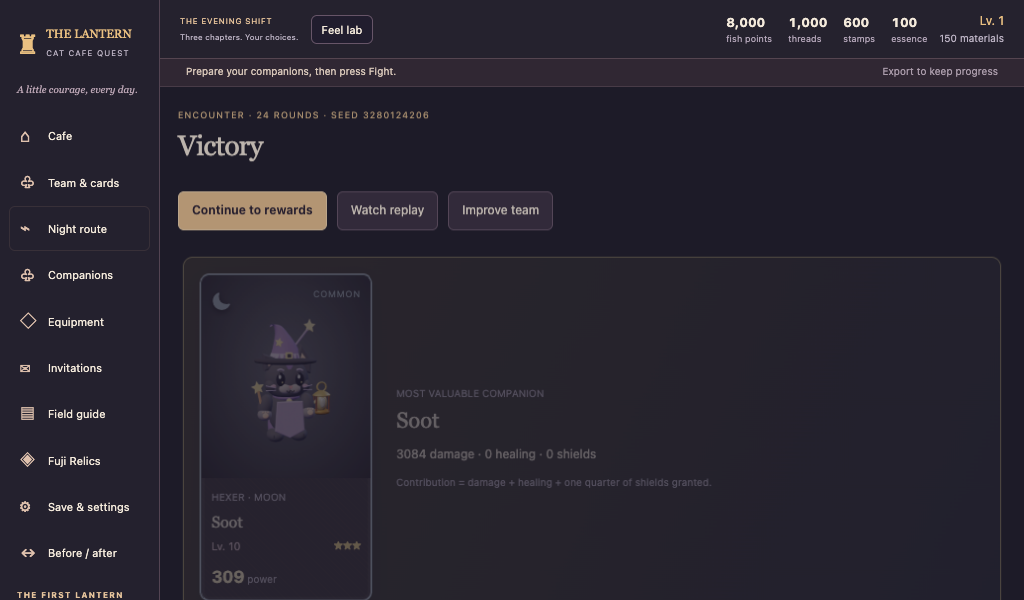 THE LANTERN
CAT CAFE QUEST
A little courage, every day.
Cafe
Team & cards
Night route
Companions
Equipment
Invitations
Field guide
Fuji Relics
Save & settings
Before / after
THE FIRST LANTERN
THE EVENING SHIFT
Three chapters. Your choices.
Feel lab
8,000
fish points
1,000
threads
600
stamps
100
essence
Lv. 1
150 materials
Prepare your companions, then press Fight.
Export to keep progress
ENCOUNTER · 24 ROUNDS · SEED 3280124206
Victory
Continue to rewards
Watch replay
Improve team
COMMON
HEXER · MOON
Soot
Lv. 10
309 power
MOST VALUABLE COMPANION
Soot
3084 damage · 0 healing · 0 shields
Contribution = damage + healing + one quarter of shields granted.